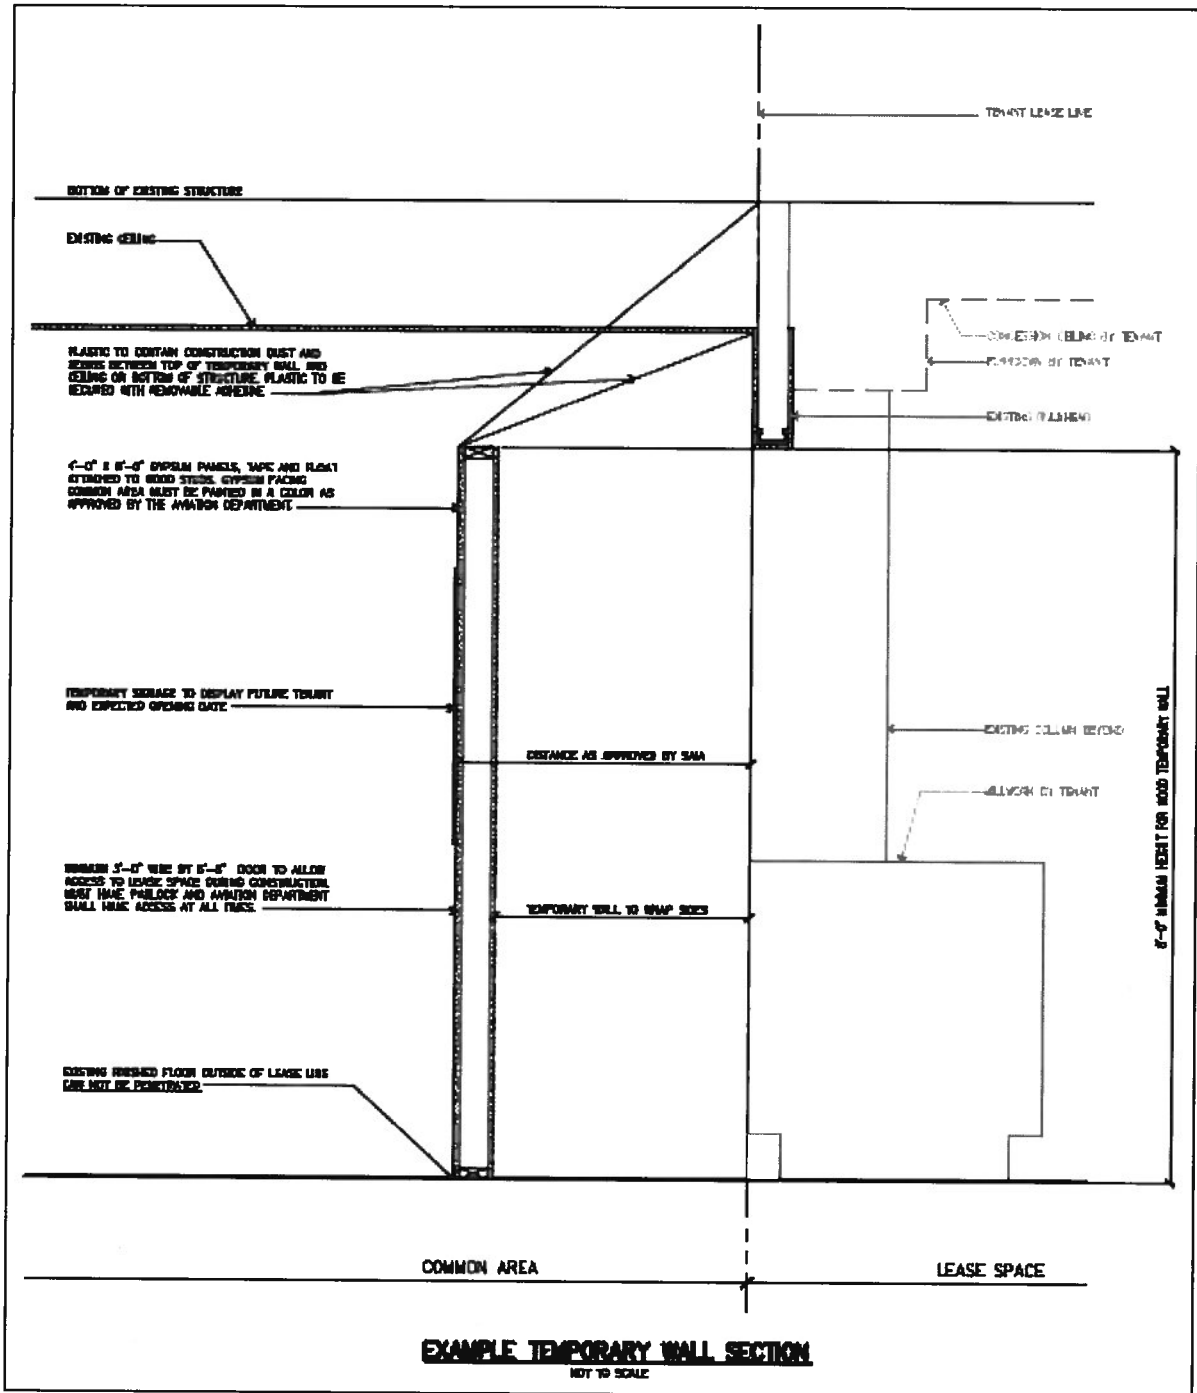 TENANT LEASE LINE
BOTTOM OF EXISTING STRUCTURE
EXISTING CEILING
CONCESSION CEILING BY TENANT
PLASTIC TO CONTAIN CONSTRUCTION DUST AND
DEBRIS BETWEEN TOP OF TEMPORARY WALL AND
CEILING OR BOTTOM OF STRUCTURE. PLASTIC TO BE
SECURED WITH REMOVABLE ADHESIVE
BY TENANT
EXISTING BULKHEAD
4'-0" X 8'-0" GYPSUM PANELS, TAPE AND FLOAT
ATTACHED TO WOOD STUDS. GYPSUM FACING
COMMON AREA MUST BE PAINTED IN A COLOR AS
APPROVED BY THE AVIATION DEPARTMENT
TEMPORARY SIGNAGE TO DISPLAY FUTURE TENANT
AND EXPECTED OPENING DATE
EXISTING COLUMN BEYOND
DISTANCE AS APPROVED BY SAIA
MILLWORK BY TENANT
8'-0" MINIMUM HEIGHT FOR WOOD TEMPORARY WALL
MINIMUM 3'-0" WIDE BY 6'-8" DOOR TO ALLOW
ACCESS TO LEASE SPACE DURING CONSTRUCTION.
MUST HAVE PADLOCK AND AVIATION DEPARTMENT
SHALL HAVE ACCESS AT ALL TIMES.
TEMPORARY WALL TO WRAP SIDES
EXISTING FINISHED FLOOR OUTSIDE OF LEASE LINE
CAN NOT BE PENETRATED
COMMON AREA
LEASE SPACE
EXAMPLE TEMPORARY WALL SECTION
NOT TO SCALE